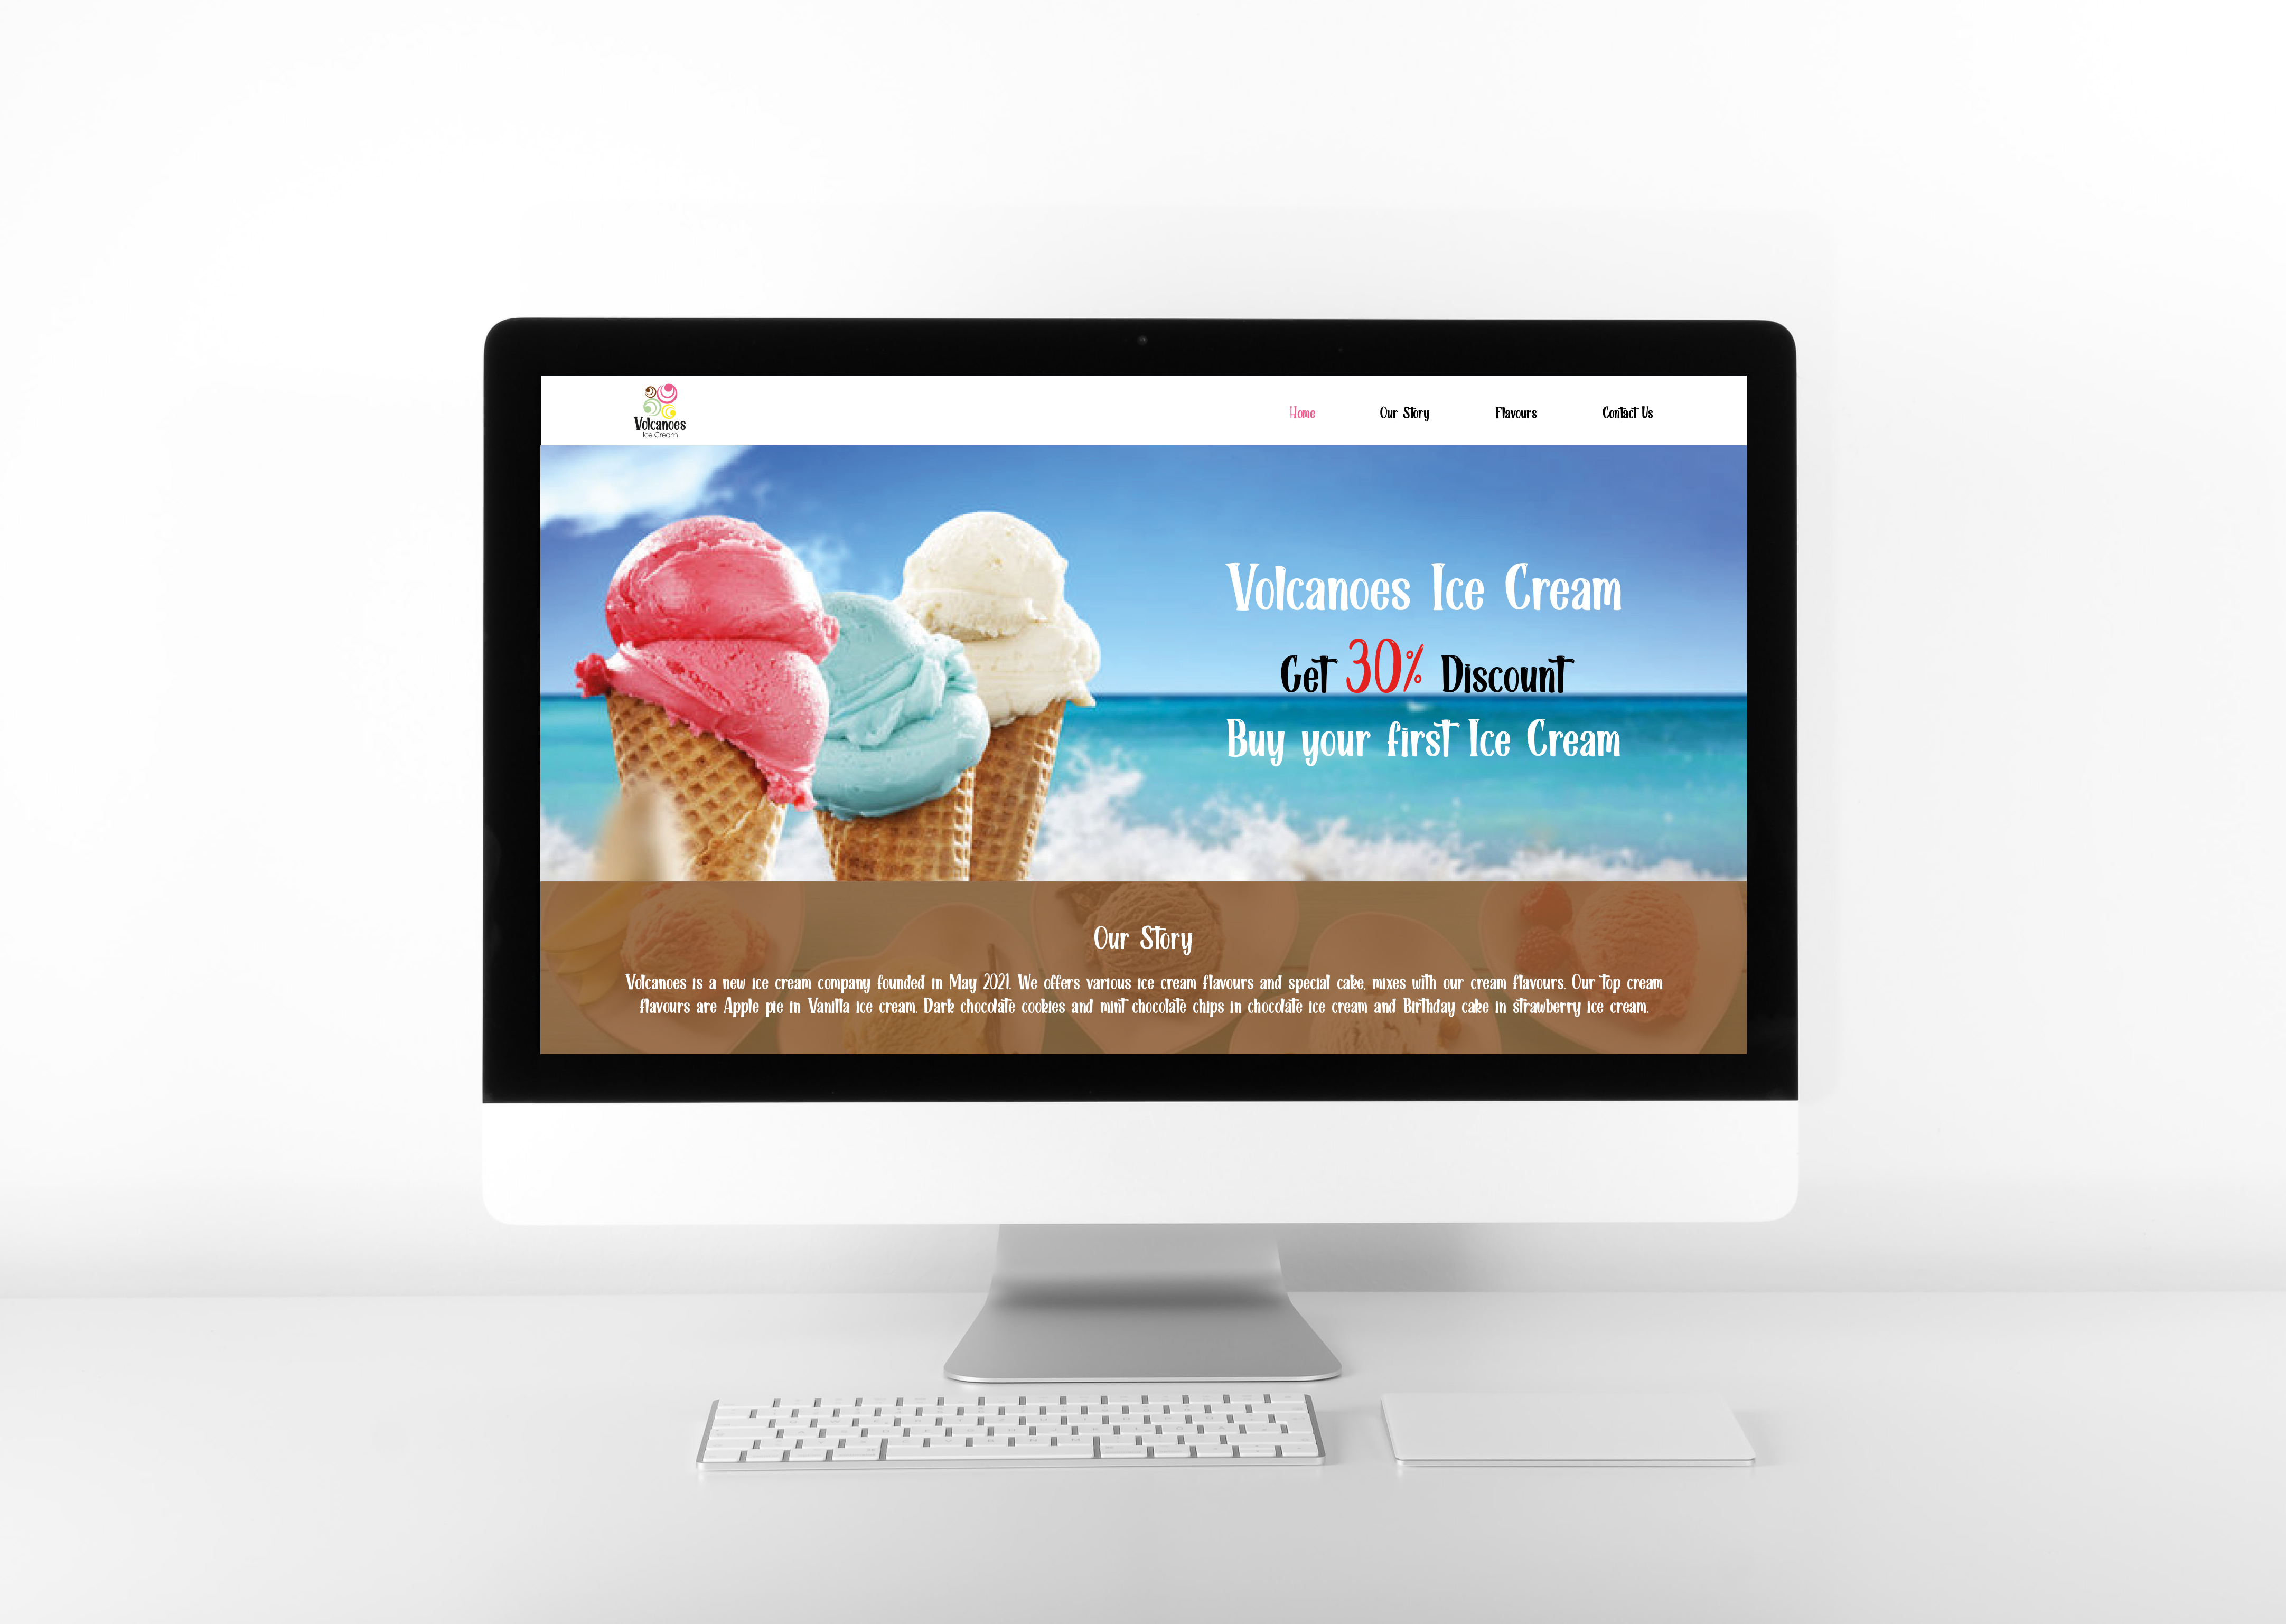 Volcanoes
Ice Cream
Home Our Story Flavours Contact Us
Volcanoes Ice Cream
Get 30% Discount
Buy your first Ice Cream
Our Story
Volcanoes is a new ice cream company founded in May 2021. We offers various ice cream flavours and special cake, mixes with our cream flavours. Our top cream
flavours are Apple pie in Vanilla ice cream. Dark chocolate cookies and mint chocolate chips in chocolate ice cream and Birthday cake in strawberry ice cream.